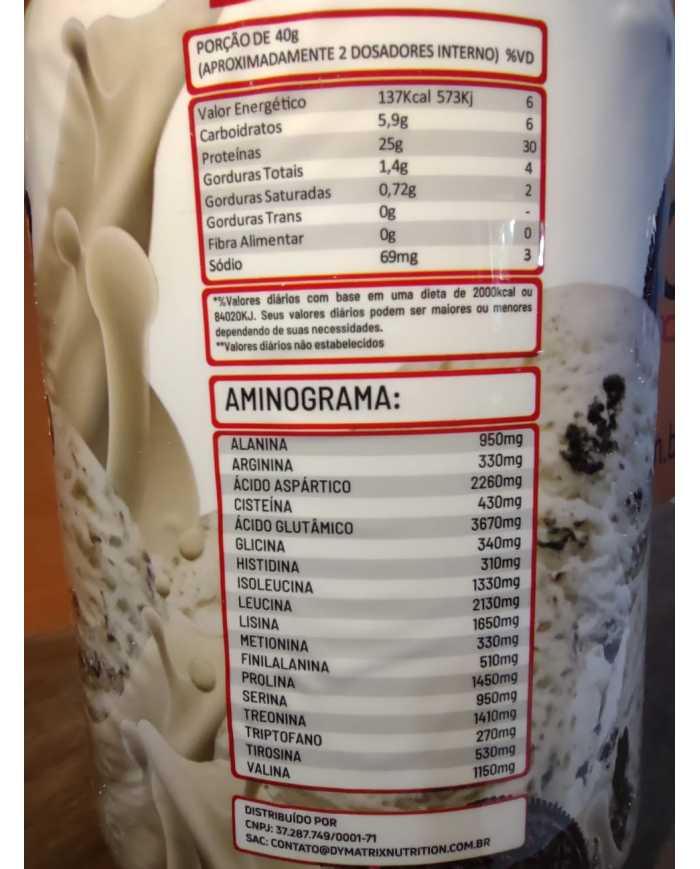 PORÇÃO DE 40g
(APROXIMADAMENTE 2 DOSADORES INTERNO) %VD
Valor Energético 137Kcal 573Kj 6
Carboidratos 5,9g 6
Proteínas 25g 30
Gorduras Totais 1,4g 4
Gorduras Saturadas 0,72g 2
Gorduras Trans 0g -
Fibra Alimentar 0g 0
Sódio 69mg 3
*%Valores diários com base em uma dieta de 2000kcal ou
84020KJ. Seus valores diários podem ser maiores ou menores
dependendo de suas necessidades.
**Valores diários não estabelecidos
AMINOGRAMA:
ALANINA 950mg
ARGININA 330mg
ÁCIDO ASPÁRTICO 2260mg
CISTEÍNA 430mg
ÁCIDO GLUTÂMICO 3670mg
GLICINA 340mg
HISTIDINA 310mg
ISOLEUCINA 1330mg
LEUCINA 2130mg
LISINA 1650mg
METIONINA 330mg
FINILALANINA 510mg
PROLINA 1450mg
SERINA 950mg
TREONINA 1410mg
TRIPTOFANO 270mg
TIROSINA 530mg
VALINA 1150mg
DISTRIBUÍDO POR
CNPJ: 37.287.749/0001-71
SAC: CONTATO@DYMATRIXNUTRITION.COM.BR